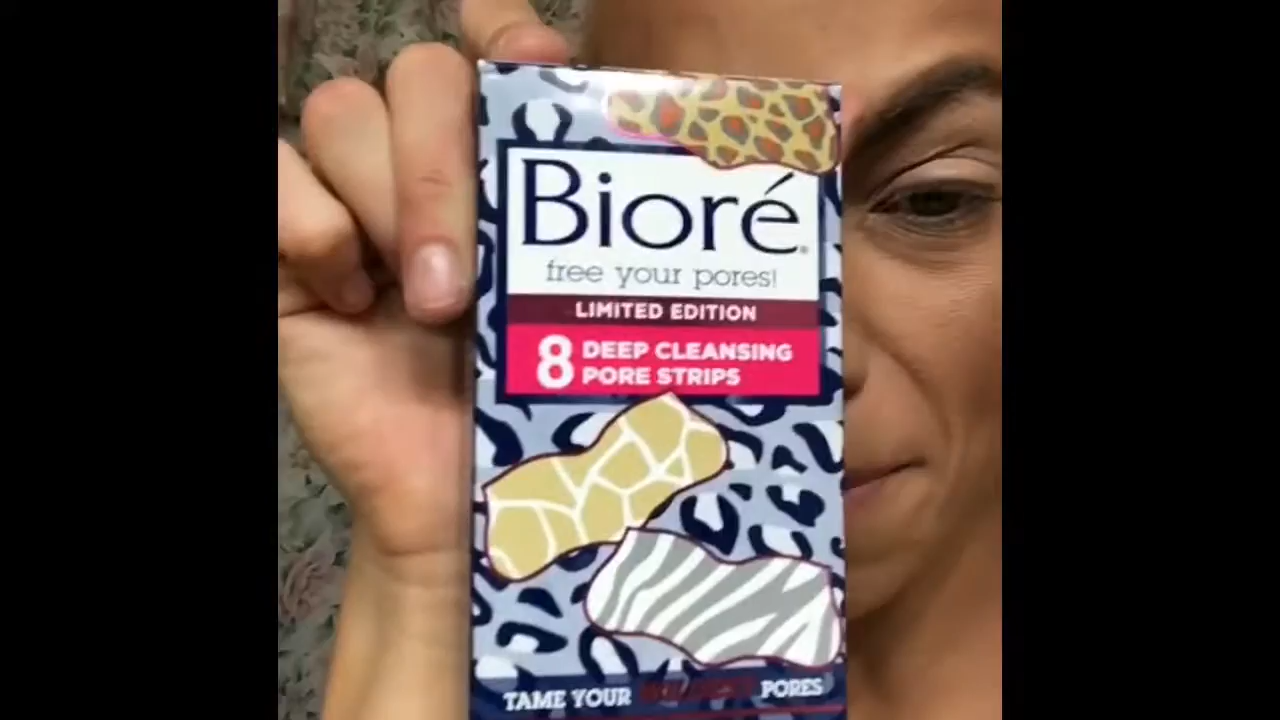 Bioré
free your pores!
LIMITED EDITION
8 DEEP CLEANSING
PORE STRIPS
TAME YOUR PORES